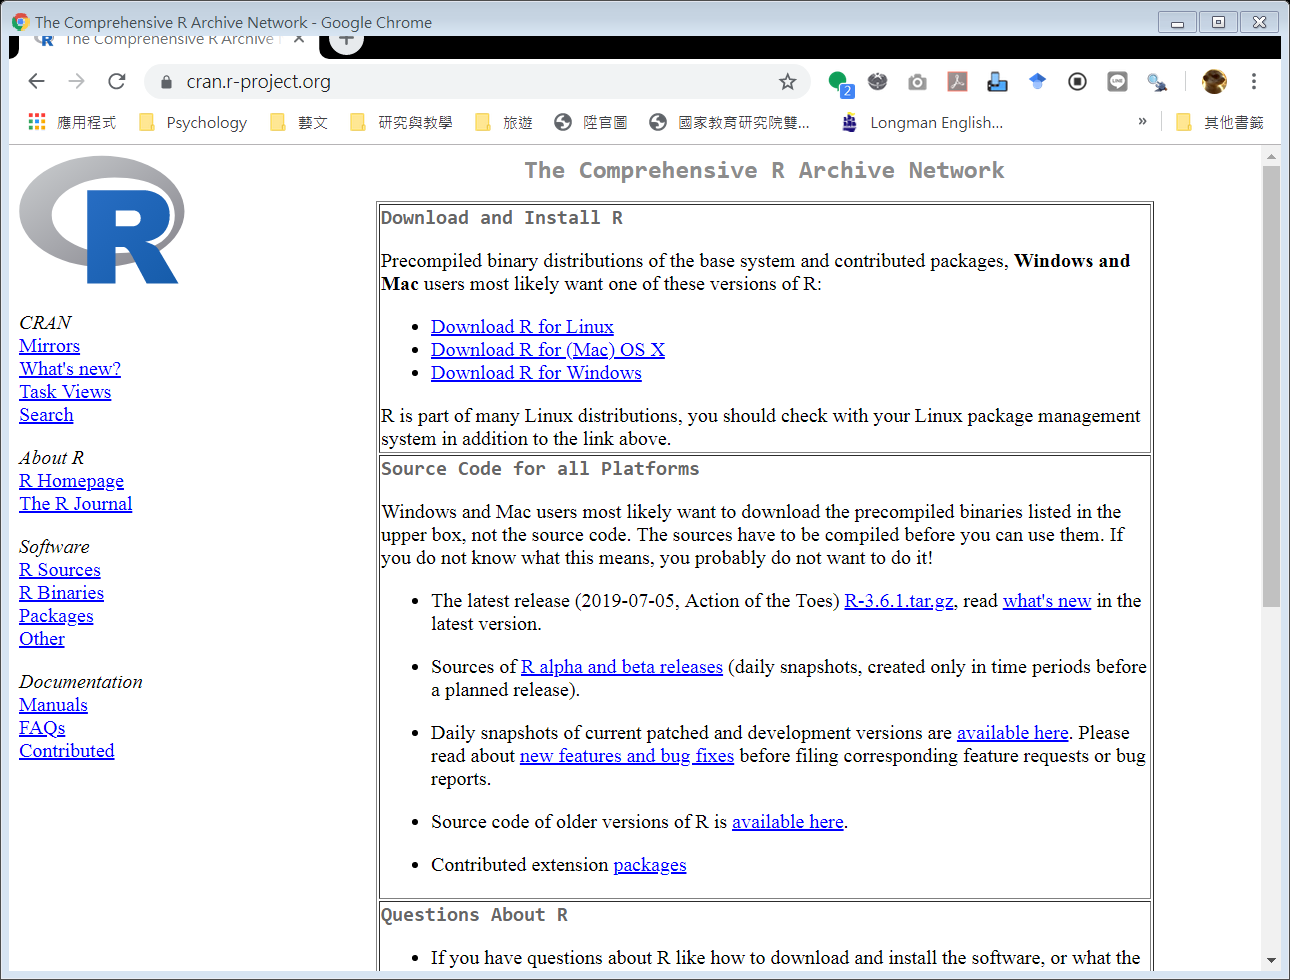 The Comprehensive R Archive Network - Google Chrome
The Comprehensive R Archive
cran.r-project.org
2
應用程式 Psychology 藝文 研究與教學 旅遊 陞官圖 國家教育研究院雙... Longman English... » 其他書籤
R
CRAN
Mirrors
What's new?
Task Views
Search
About R
R Homepage
The R Journal
Software
R Sources
R Binaries
Packages
Other
Documentation
Manuals
FAQs
Contributed
The Comprehensive R Archive Network
Download and Install R
Precompiled binary distributions of the base system and contributed packages, Windows and
Mac users most likely want one of these versions of R:
Download R for Linux
Download R for (Mac) OS X
Download R for Windows
R is part of many Linux distributions, you should check with your Linux package management
system in addition to the link above.
Source Code for all Platforms
Windows and Mac users most likely want to download the precompiled binaries listed in the
upper box, not the source code. The sources have to be compiled before you can use them. If
you do not know what this means, you probably do not want to do it!
The latest release (2019-07-05, Action of the Toes) R-3.6.1.tar.gz, read what's new in the
latest version.
Sources of R alpha and beta releases (daily snapshots, created only in time periods before
a planned release).
Daily snapshots of current patched and development versions are available here. Please
read about new features and bug fixes before filing corresponding feature requests or bug
reports.
Source code of older versions of R is available here.
Contributed extension packages
Questions About R
If you have questions about R like how to download and install the software, or what the